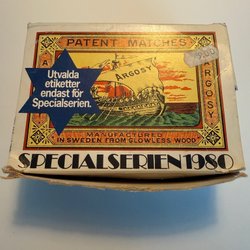 PATENT MATCHES
ARGOSY
ARGOSY
Utvalda
etiketter
endast för
Specialserien.
MANUFACTURED
IN SWEDEN FROM GLOWLESS WOOD
SPECIALSERIEN 1980